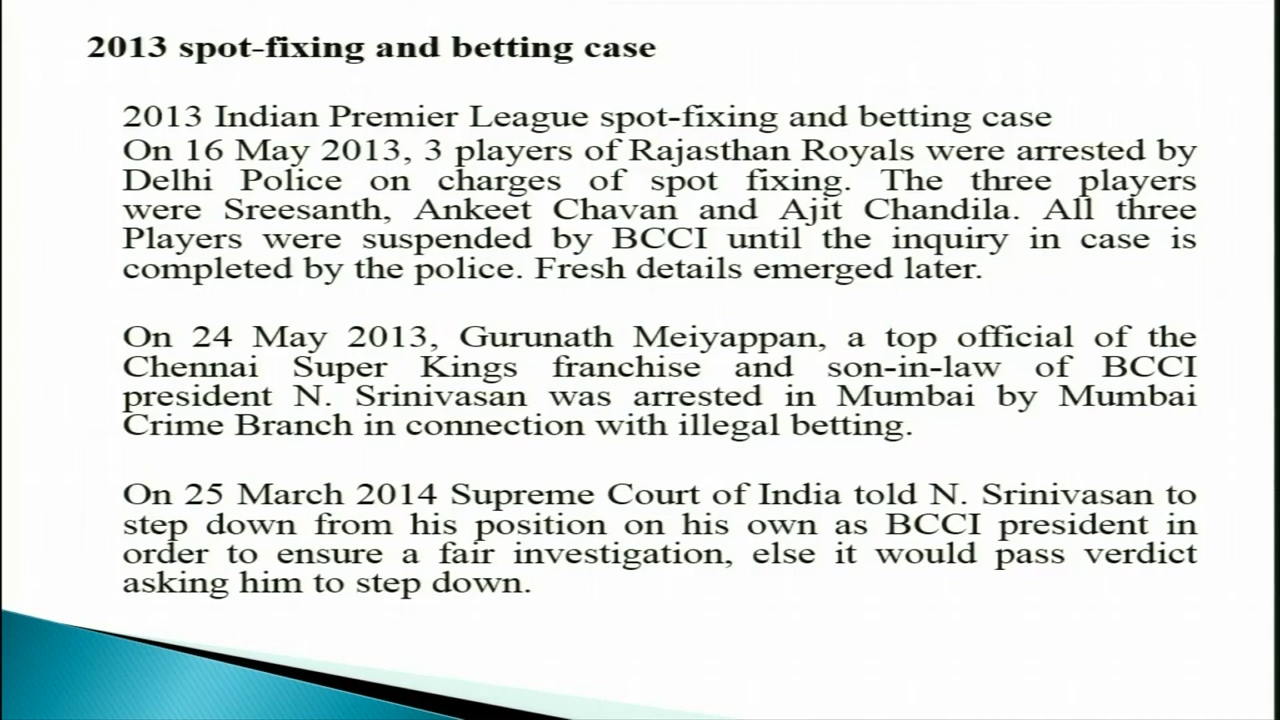 2013 spot-fixing and betting case
2013 Indian Premier League spot-fixing and betting case
On 16 May 2013, 3 players of Rajasthan Royals were arrested by
Delhi Police on charges of spot fixing. The three players
were Sreesanth, Ankeet Chavan and Ajit Chandila. All three
Players were suspended by BCCI until the inquiry in case is
completed by the police. Fresh details emerged later.
On 24 May 2013, Gurunath Meiyappan, a top official of the
Chennai Super Kings franchise and son-in-law of BCCI
president N. Srinivasan was arrested in Mumbai by Mumbai
Crime Branch in connection with illegal betting.
On 25 March 2014 Supreme Court of India told N. Srinivasan to
step down from his position on his own as BCCI president in
order to ensure a fair investigation, else it would pass verdict
asking him to step down.